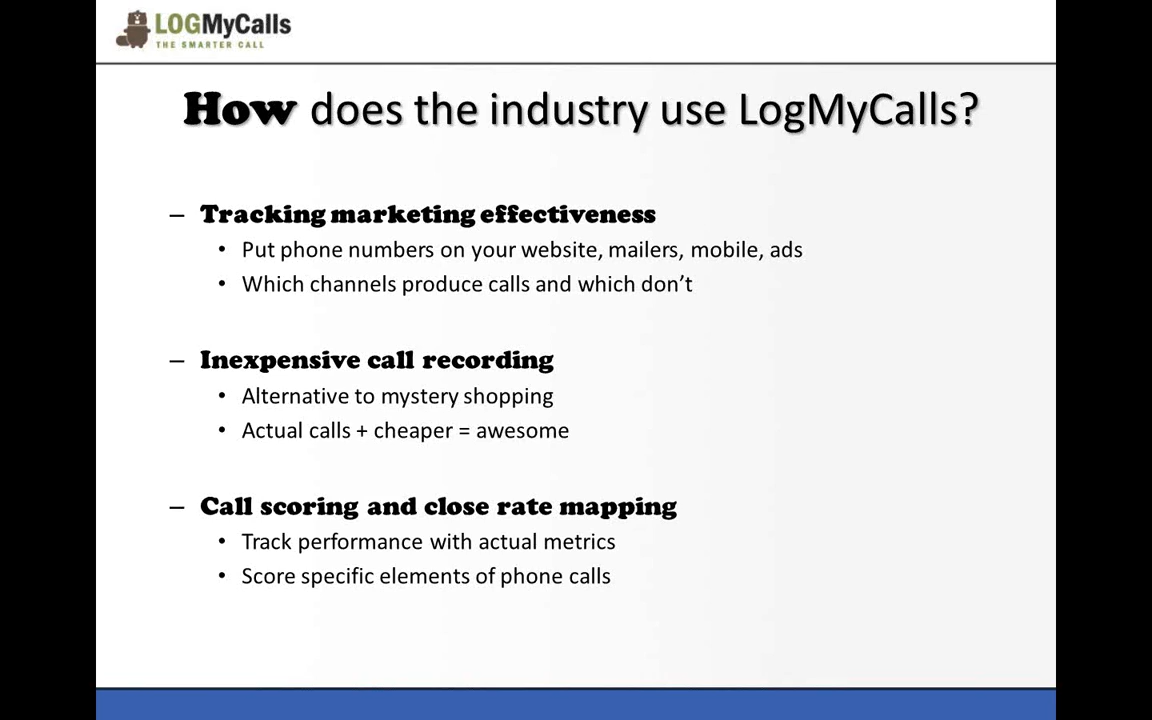 LOGMyCalls
THE SMARTER CALL
How does the industry use LogMyCalls?
– Tracking marketing effectiveness
• Put phone numbers on your website, mailers, mobile, ads
• Which channels produce calls and which don’t
– Inexpensive call recording
• Alternative to mystery shopping
• Actual calls + cheaper = awesome
– Call scoring and close rate mapping
• Track performance with actual metrics
• Score specific elements of phone calls